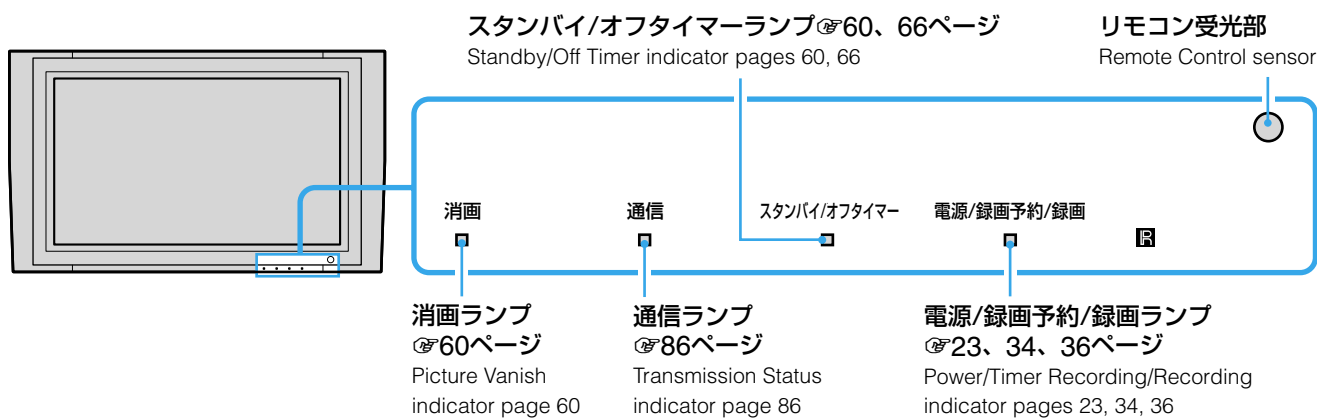 スタンバイ/オフタイマーランプ☞60、66ページ
Standby/Off Timer indicator pages 60, 66
リモコン受光部
Remote Control sensor
消画
通信
スタンバイ/オフタイマー
電源/録画予約/録画
R
消画ランプ
☞60ページ
Picture Vanish
indicator page 60
通信ランプ
☞86ページ
Transmission Status
indicator page 86
電源/録画予約/録画ランプ
☞23、34、36ページ
Power/Timer Recording/Recording
indicator pages 23, 34, 36